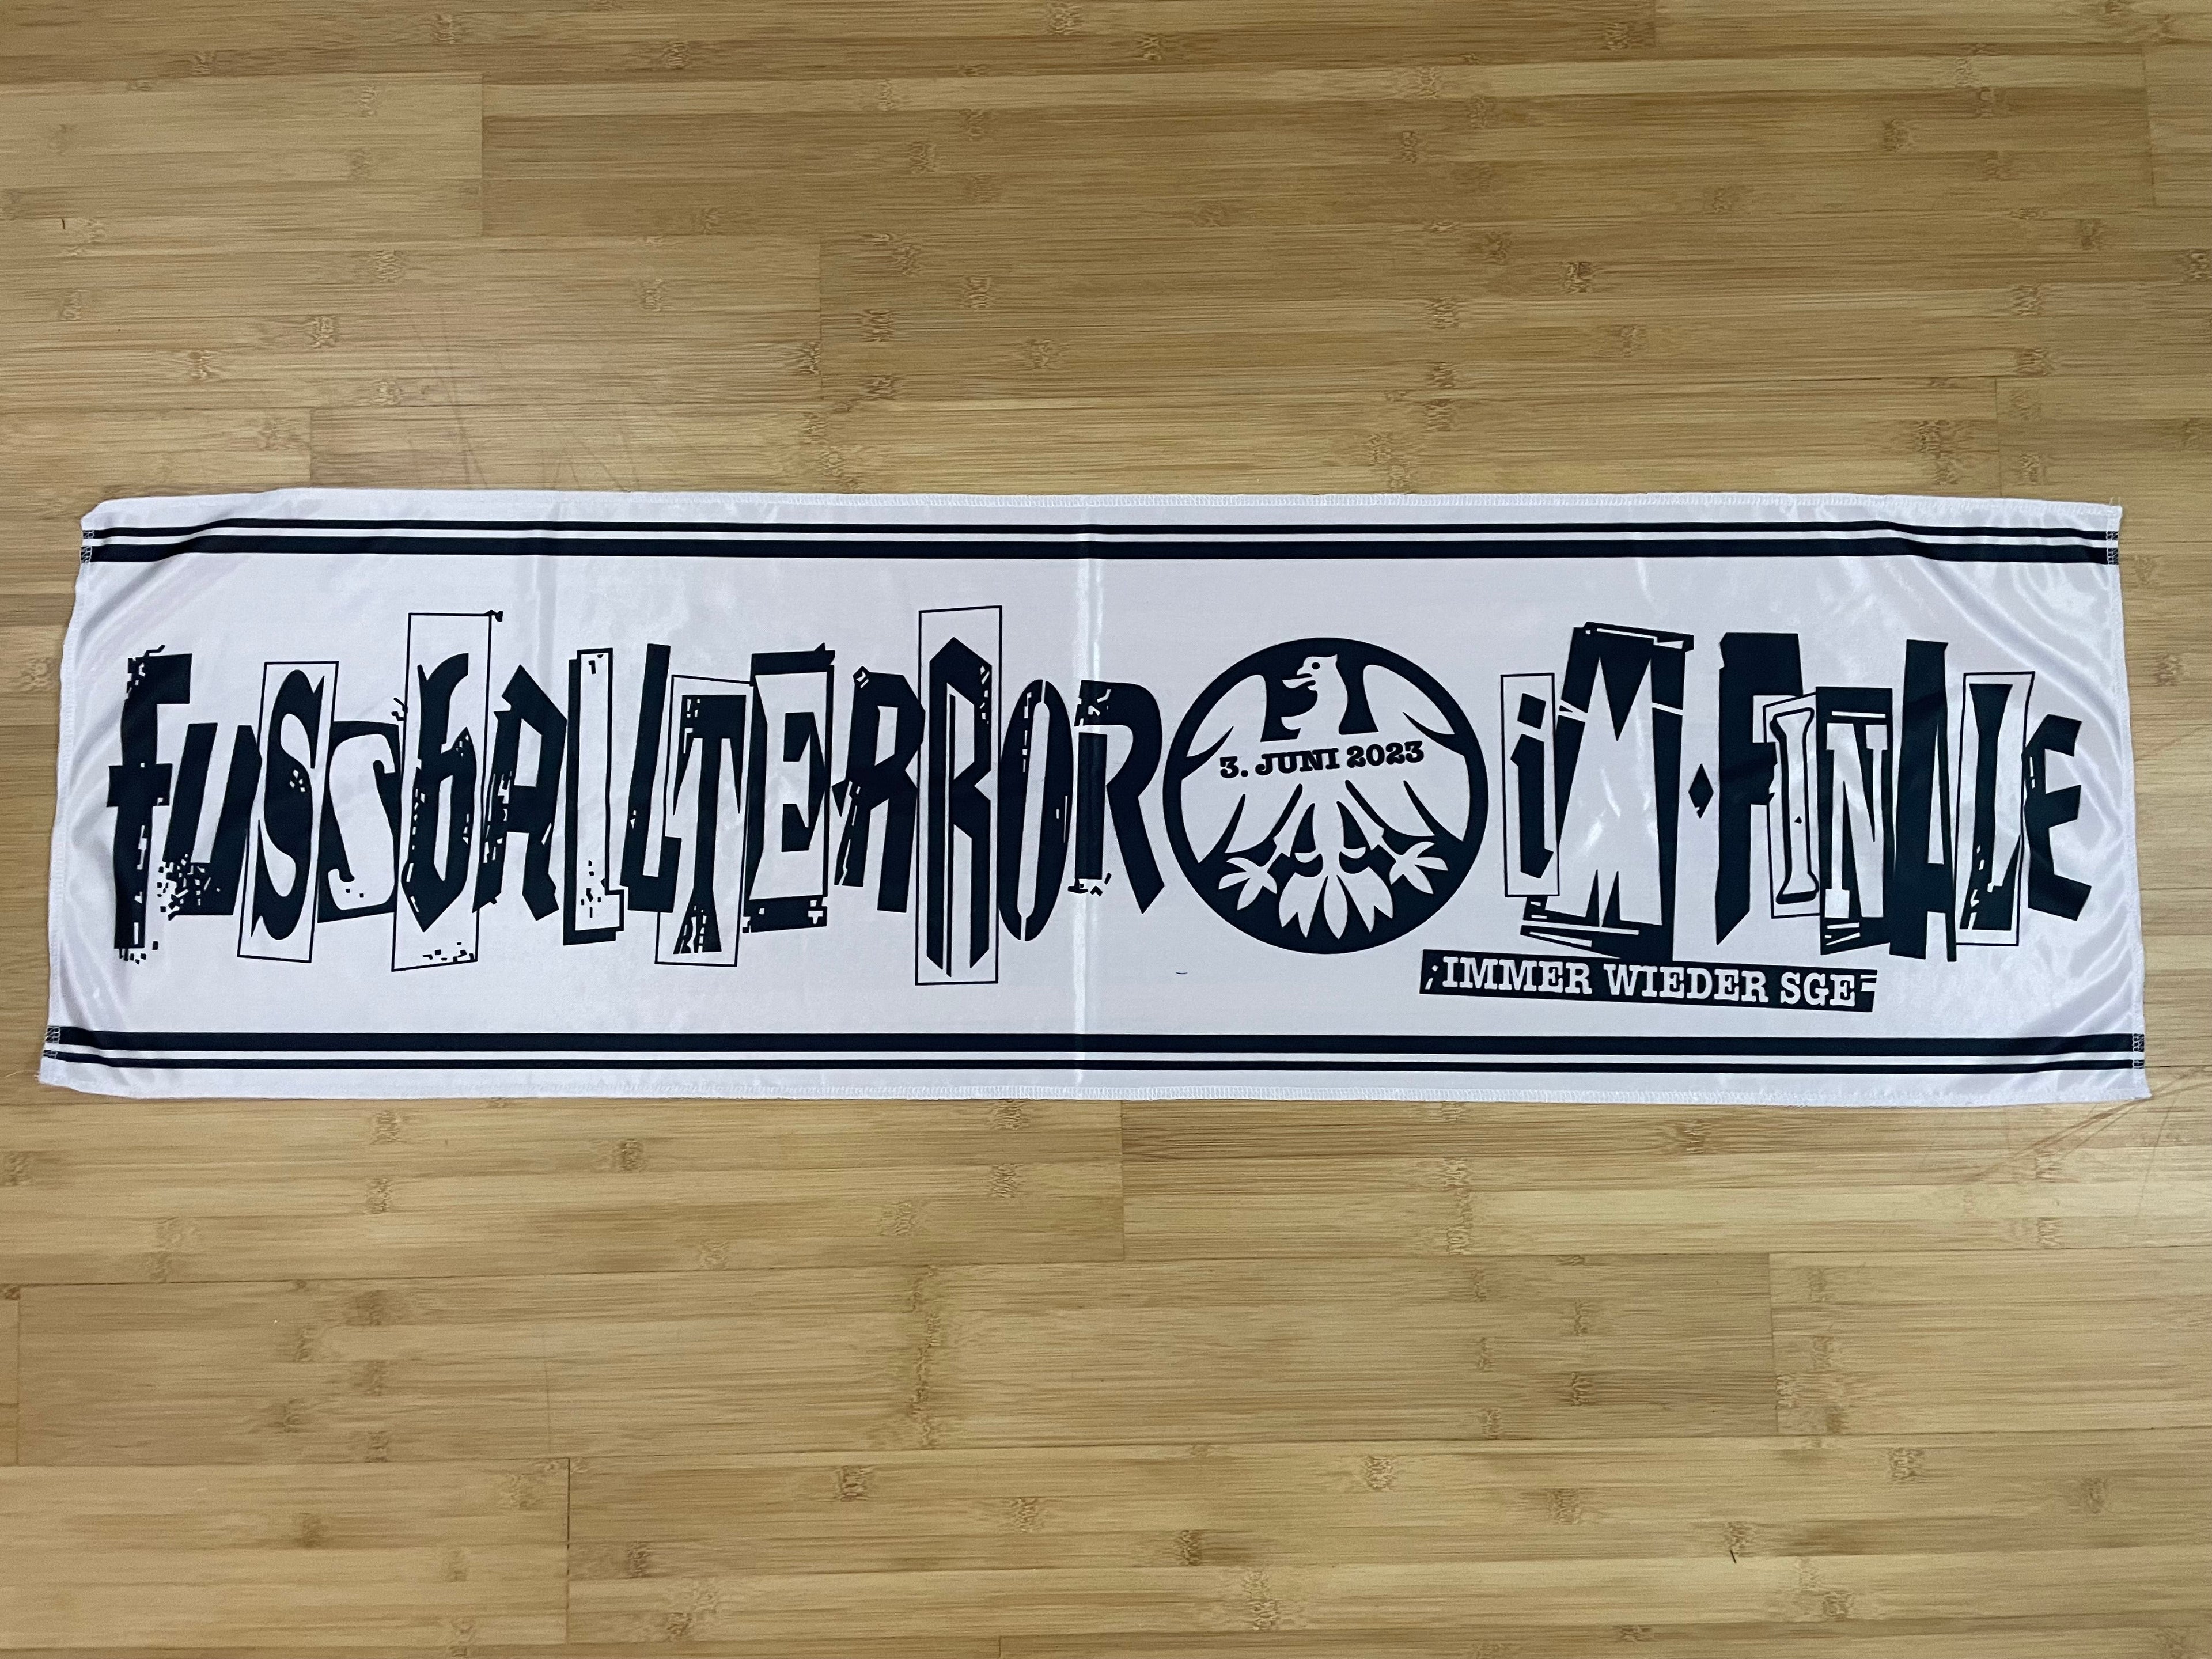 fUSSbALLTERROR iM·FINALE
3. JUNI 2023
IMMER WIEDER SGE